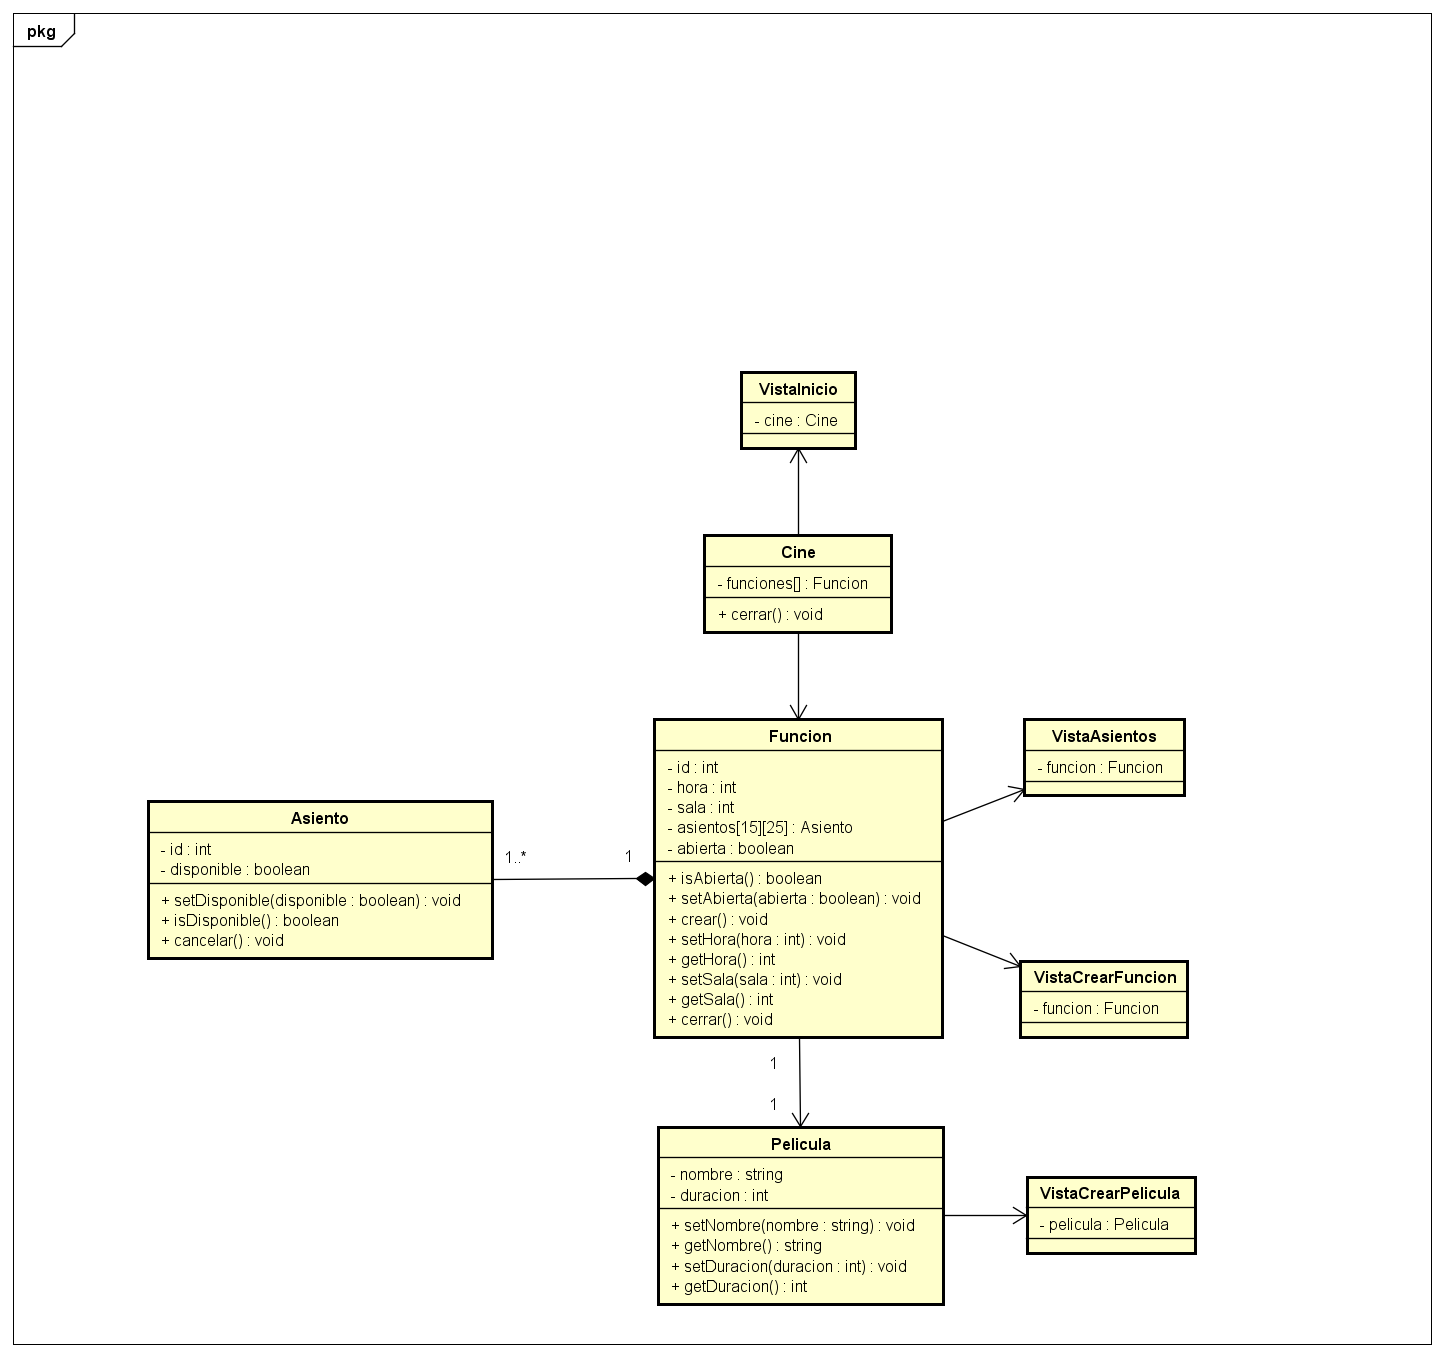 pkg
VistaInicio
- cine : Cine
Cine
- funciones[] : Funcion
+ cerrar() : void
Funcion
- id : int
- hora : int
- sala : int
- asientos[15][25] : Asiento
- abierta : boolean
+ isAbierta() : boolean
+ setAbierta(abierta : boolean) : void
+ crear() : void
+ setHora(hora : int) : void
+ getHora() : int
+ setSala(sala : int) : void
+ getSala() : int
+ cerrar() : void
VistaAsientos
- funcion : Funcion
Asiento
- id : int
- disponible : boolean
+ setDisponible(disponible : boolean) : void
+ isDisponible() : boolean
+ cancelar() : void
1..*
1
VistaCrearFuncion
- funcion : Funcion
1
1
Pelicula
- nombre : string
- duracion : int
+ setNombre(nombre : string) : void
+ getNombre() : string
+ setDuracion(duracion : int) : void
+ getDuracion() : int
VistaCrearPelicula
- pelicula : Pelicula